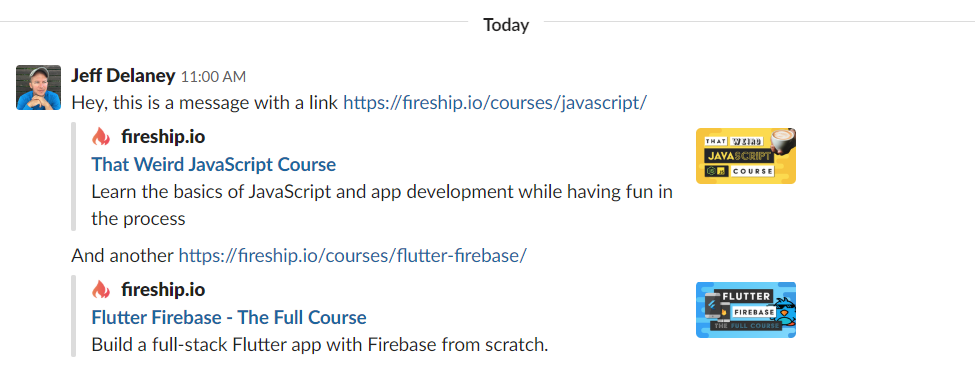 Today
Jeff Delaney 11:00 AM
Hey, this is a message with a link https://fireship.io/courses/javascript/
fireship.io
That Weird JavaScript Course
Learn the basics of JavaScript and app development while having fun in
the process
THAT WEIRD
JAVASCRIPT
COURSE
And another https://fireship.io/courses/flutter-firebase/
fireship.io
Flutter Firebase - The Full Course
Build a full-stack Flutter app with Firebase from scratch.
FLUTTER
FIREBASE
THE FULL COURSE